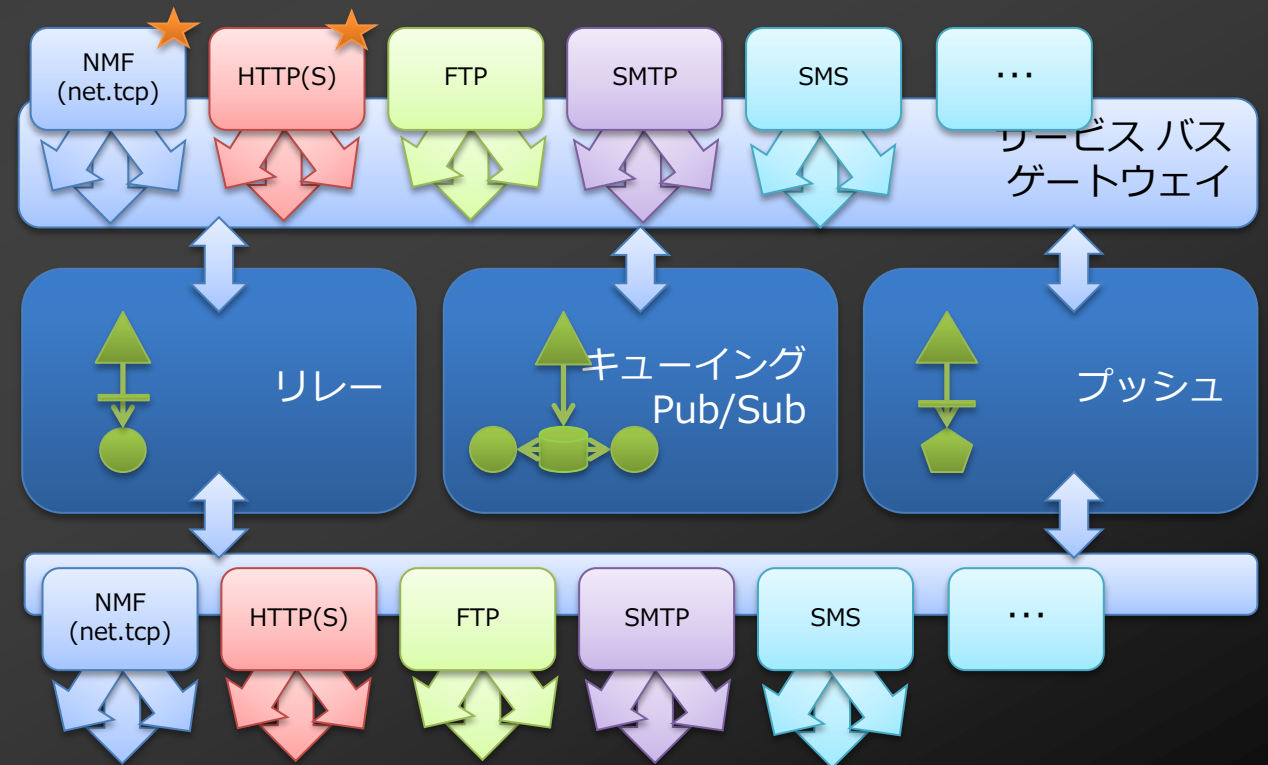 NMF
(net.tcp)
HTTP(S)
FTP
SMTP
SMS
…
サービス バス
ゲートウェイ
リレー
キューイング
Pub/Sub
プッシュ
NMF
(net.tcp)
HTTP(S)
FTP
SMTP
SMS
…